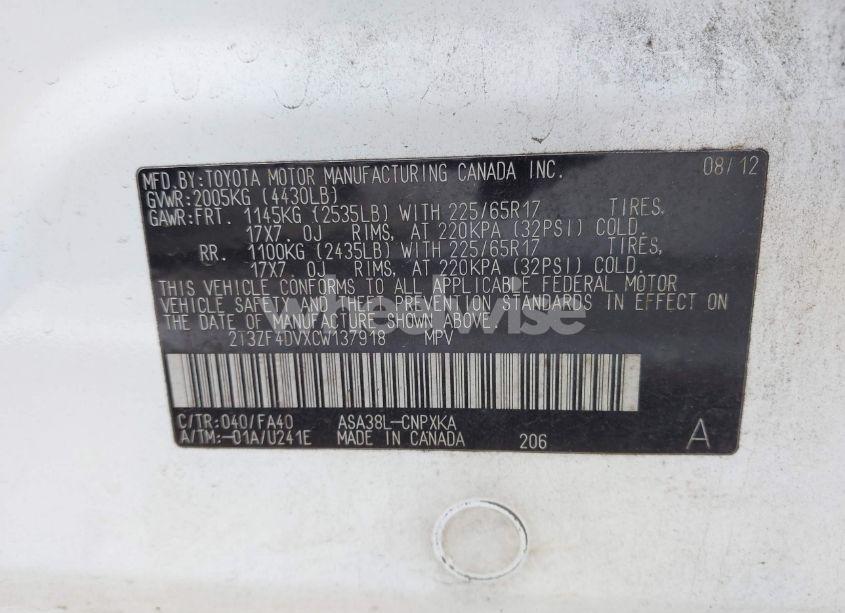 MFD.BY:TOYOTA MOTOR MANUFACTURING CANADA INC. 08/12
GVWR:2005KG (4430LB)
GAWR:FRT. 1145KG (2535LB) WITH 225/65R17 TIRES,
17X7.0J RIMS, AT 220KPA (32PSI) COLD.
RR. 1100KG (2435LB) WITH 225/65R17 TIRES,
17X7.0J RIMS, AT 220KPA (32PSI) COLD.
THIS VEHICLE CONFORMS TO ALL APPLICABLE FEDERAL MOTOR
VEHICLE SAFETY AND THEFT PREVENTION STANDARDS IN EFFECT ON
THE DATE OF MANUFACTURE SHOWN ABOVE.
wheelwise
2T3ZF4DVXCW137918 MPV
C/TR:040/FA40 ASA38L-CNPXKA
A/TM:-01A/U241E MADE IN CANADA 206 A